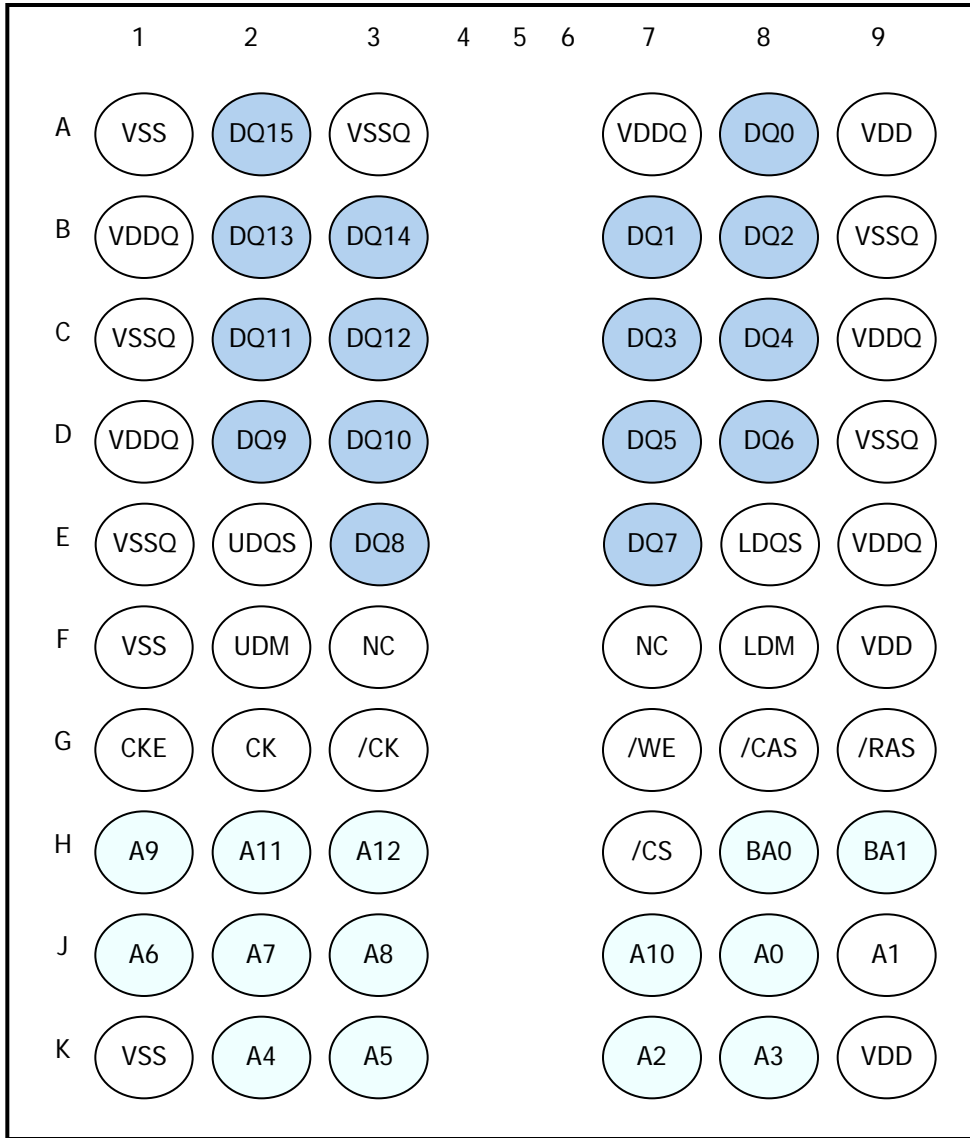 1 2 3 4 5 6 7 8 9
A VSS DQ15 VSSQ VDDQ DQ0 VDD
B VDDQ DQ13 DQ14 DQ1 DQ2 VSSQ
C VSSQ DQ11 DQ12 DQ3 DQ4 VDDQ
D VDDQ DQ9 DQ10 DQ5 DQ6 VSSQ
E VSSQ UDQS DQ8 DQ7 LDQS VDDQ
F VSS UDM NC NC LDM VDD
G CKE CK /CK /WE /CAS /RAS
H A9 A11 A12 /CS BA0 BA1
J A6 A7 A8 A10 A0 A1
K VSS A4 A5 A2 A3 VDD